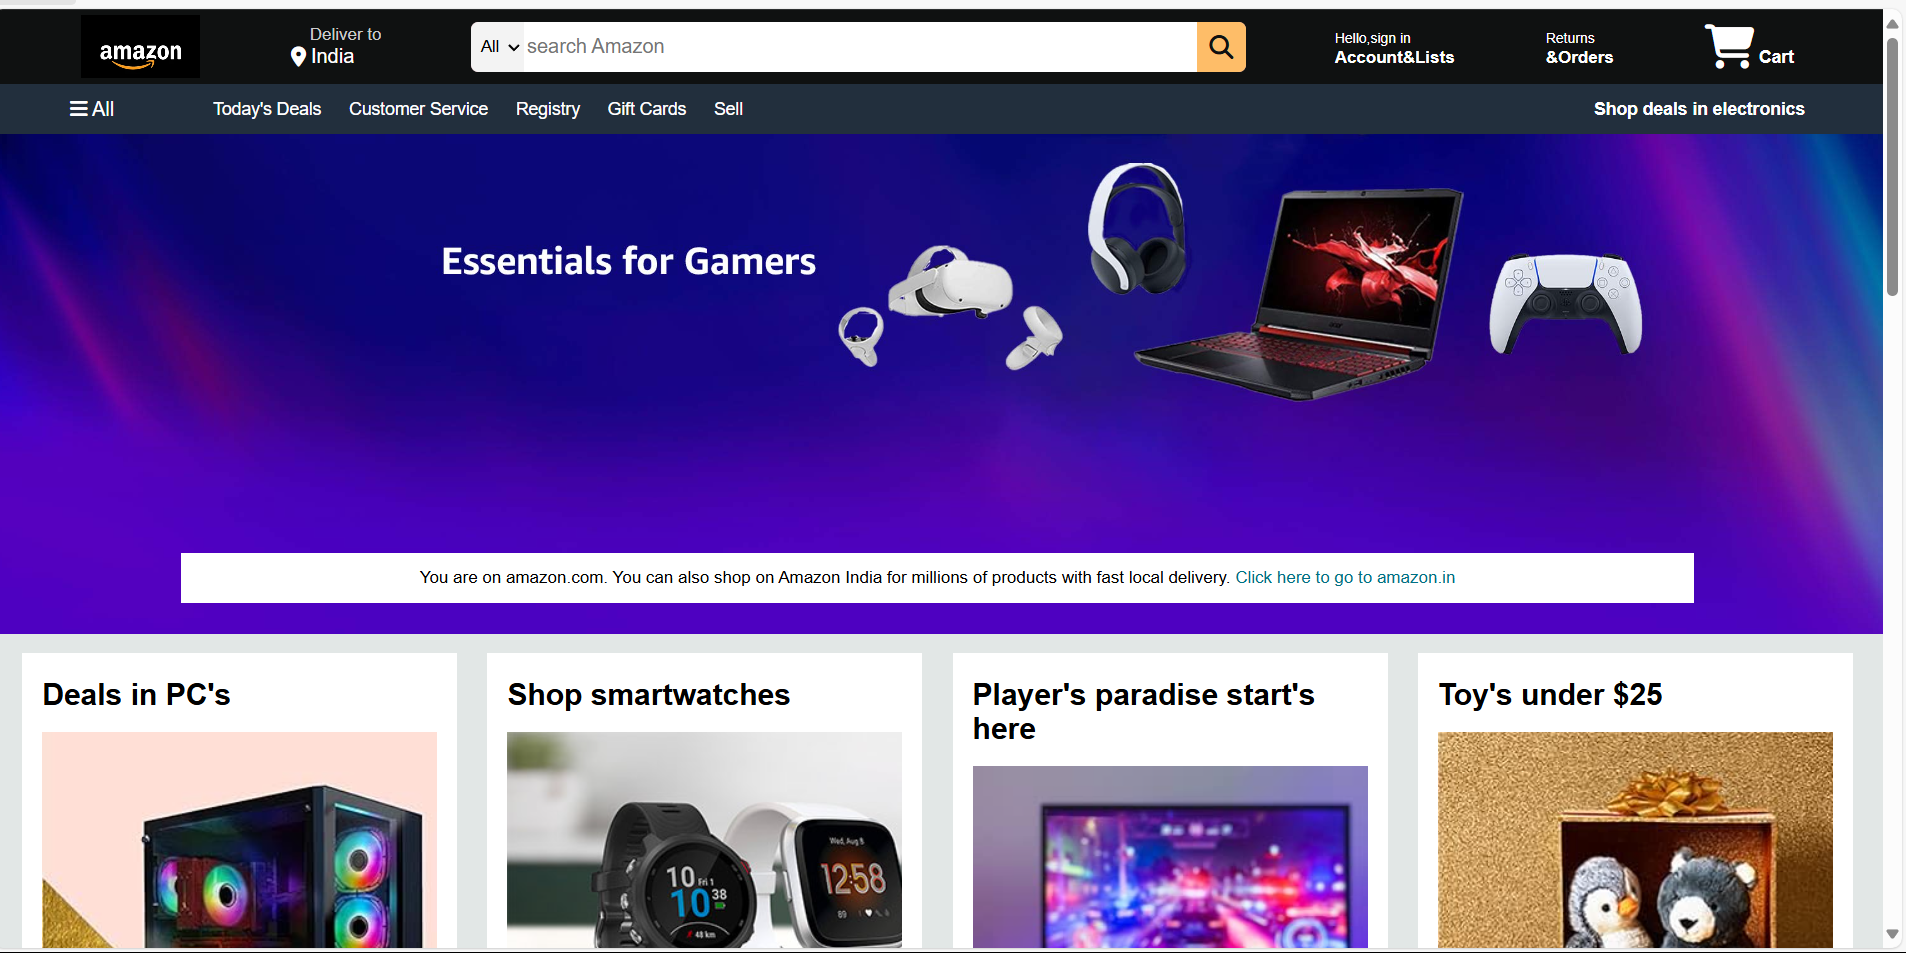 amazon
Deliver to
India
All
search Amazon
Hello,sign in
Account&Lists
Returns
&Orders
Cart
All
Today's Deals
Customer Service
Registry
Gift Cards
Sell
Shop deals in electronics
Essentials for Gamers
You are on amazon.com. You can also shop on Amazon India for millions of products with fast local delivery. Click here to go to amazon.in
Deals in PC's
Shop smartwatches
Player's paradise start's
here
Toy's under $25
10 Fri 1
10 38
48 km
Wed, Aug 8
12:58
89